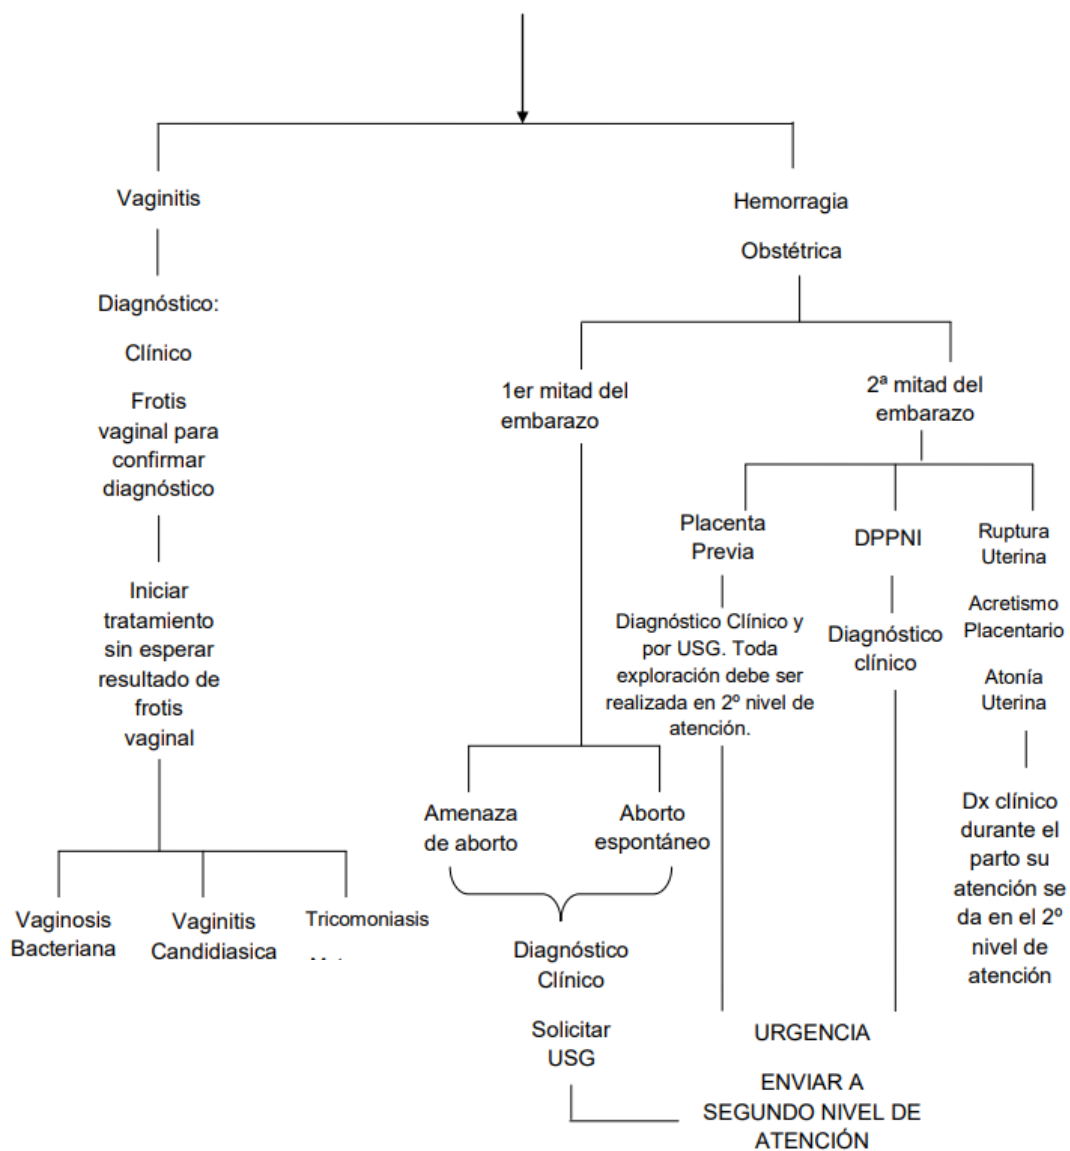 Vaginitis
Diagnóstico:
Clínico
Frotis
vaginal para
confirmar
diagnóstico
Iniciar
tratamiento
sin esperar
resultado de
frotis
vaginal
Vaginosis
Bacteriana
Vaginitis
Candidiasica
Tricomoniasis
Hemorragia
Obstétrica
1er mitad del
embarazo
Amenaza
de aborto
Aborto
espontáneo
Diagnóstico
Clínico
Solicitar
USG
2ª mitad del
embarazo
Placenta
Previa
Diagnóstico Clínico y
por USG. Toda
exploración debe ser
realizada en 2º nivel de
atención.
DPPNI
Diagnóstico
clínico
Ruptura
Uterina
Acretismo
Placentario
Atonía
Uterina
Dx clínico
durante el
parto su
atención se
da en el 2º
nivel de
atención
URGENCIA
ENVIAR A
SEGUNDO NIVEL DE
ATENCIÓN